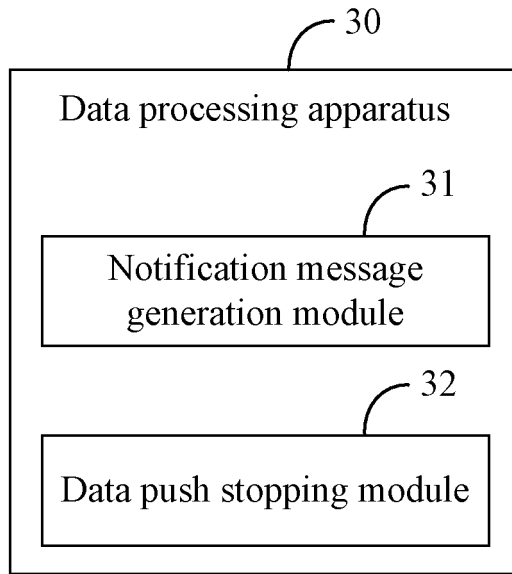 30
Data processing apparatus
31
Notification message
generation module
32
Data push stopping module